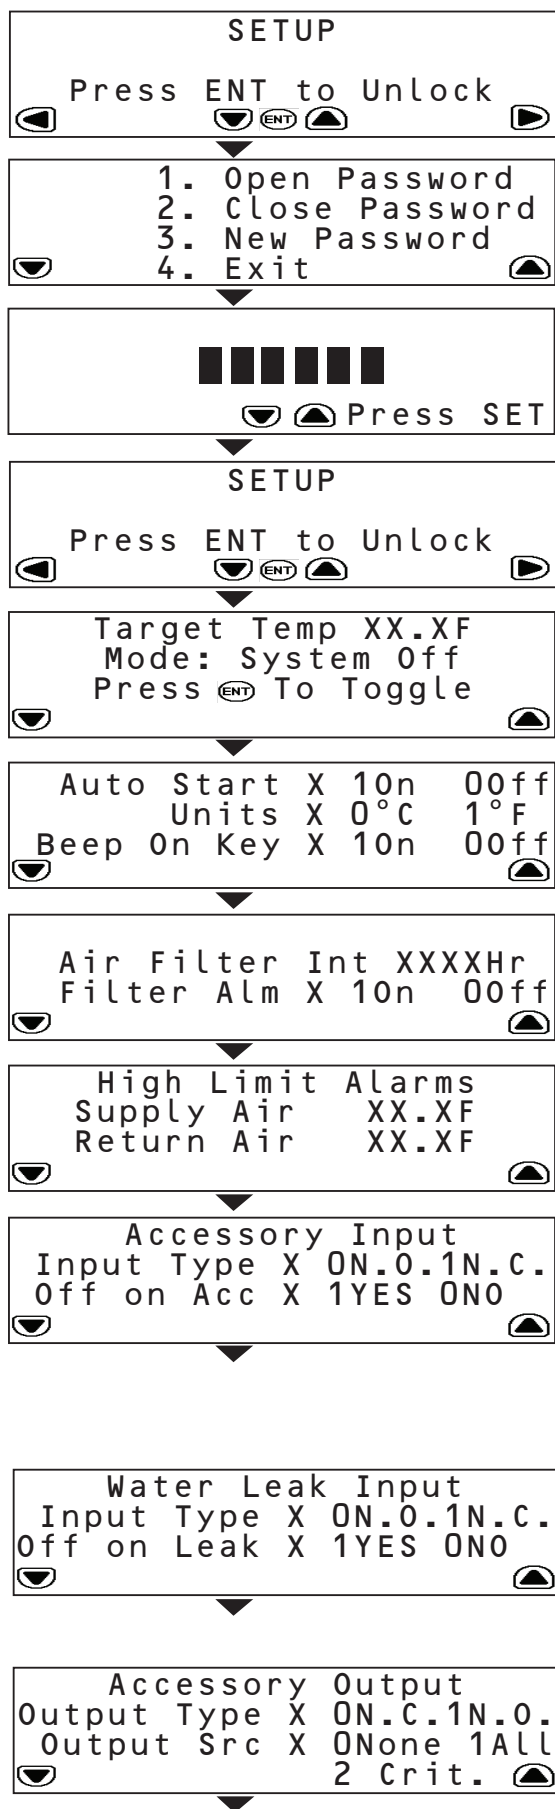 SETUP
Press ENT to Unlock
ENT
1. Open Password
2. Close Password
3. New Password
4. Exit
Press SET
SETUP
Press ENT to Unlock
ENT
Target Temp XX.XF
Mode: System Off
Press ENT To Toggle
Auto Start X 1On 0Off
Units X 0°C 1°F
Beep On Key X 1On 0Off
Air Filter Int XXXXHr
Filter Alm X 1On 0Off
High Limit Alarms
Supply Air XX.XF
Return Air XX.XF
Accessory Input
Input Type X 0N.O.1N.C.
Off on Acc X 1YES 0NO
Water Leak Input
Input Type X 0N.O.1N.C.
Off on Leak X 1YES 0NO
Accessory Output
Output Type X 0N.C.1N.O.
Output Src X 0None 1All
2 Crit.